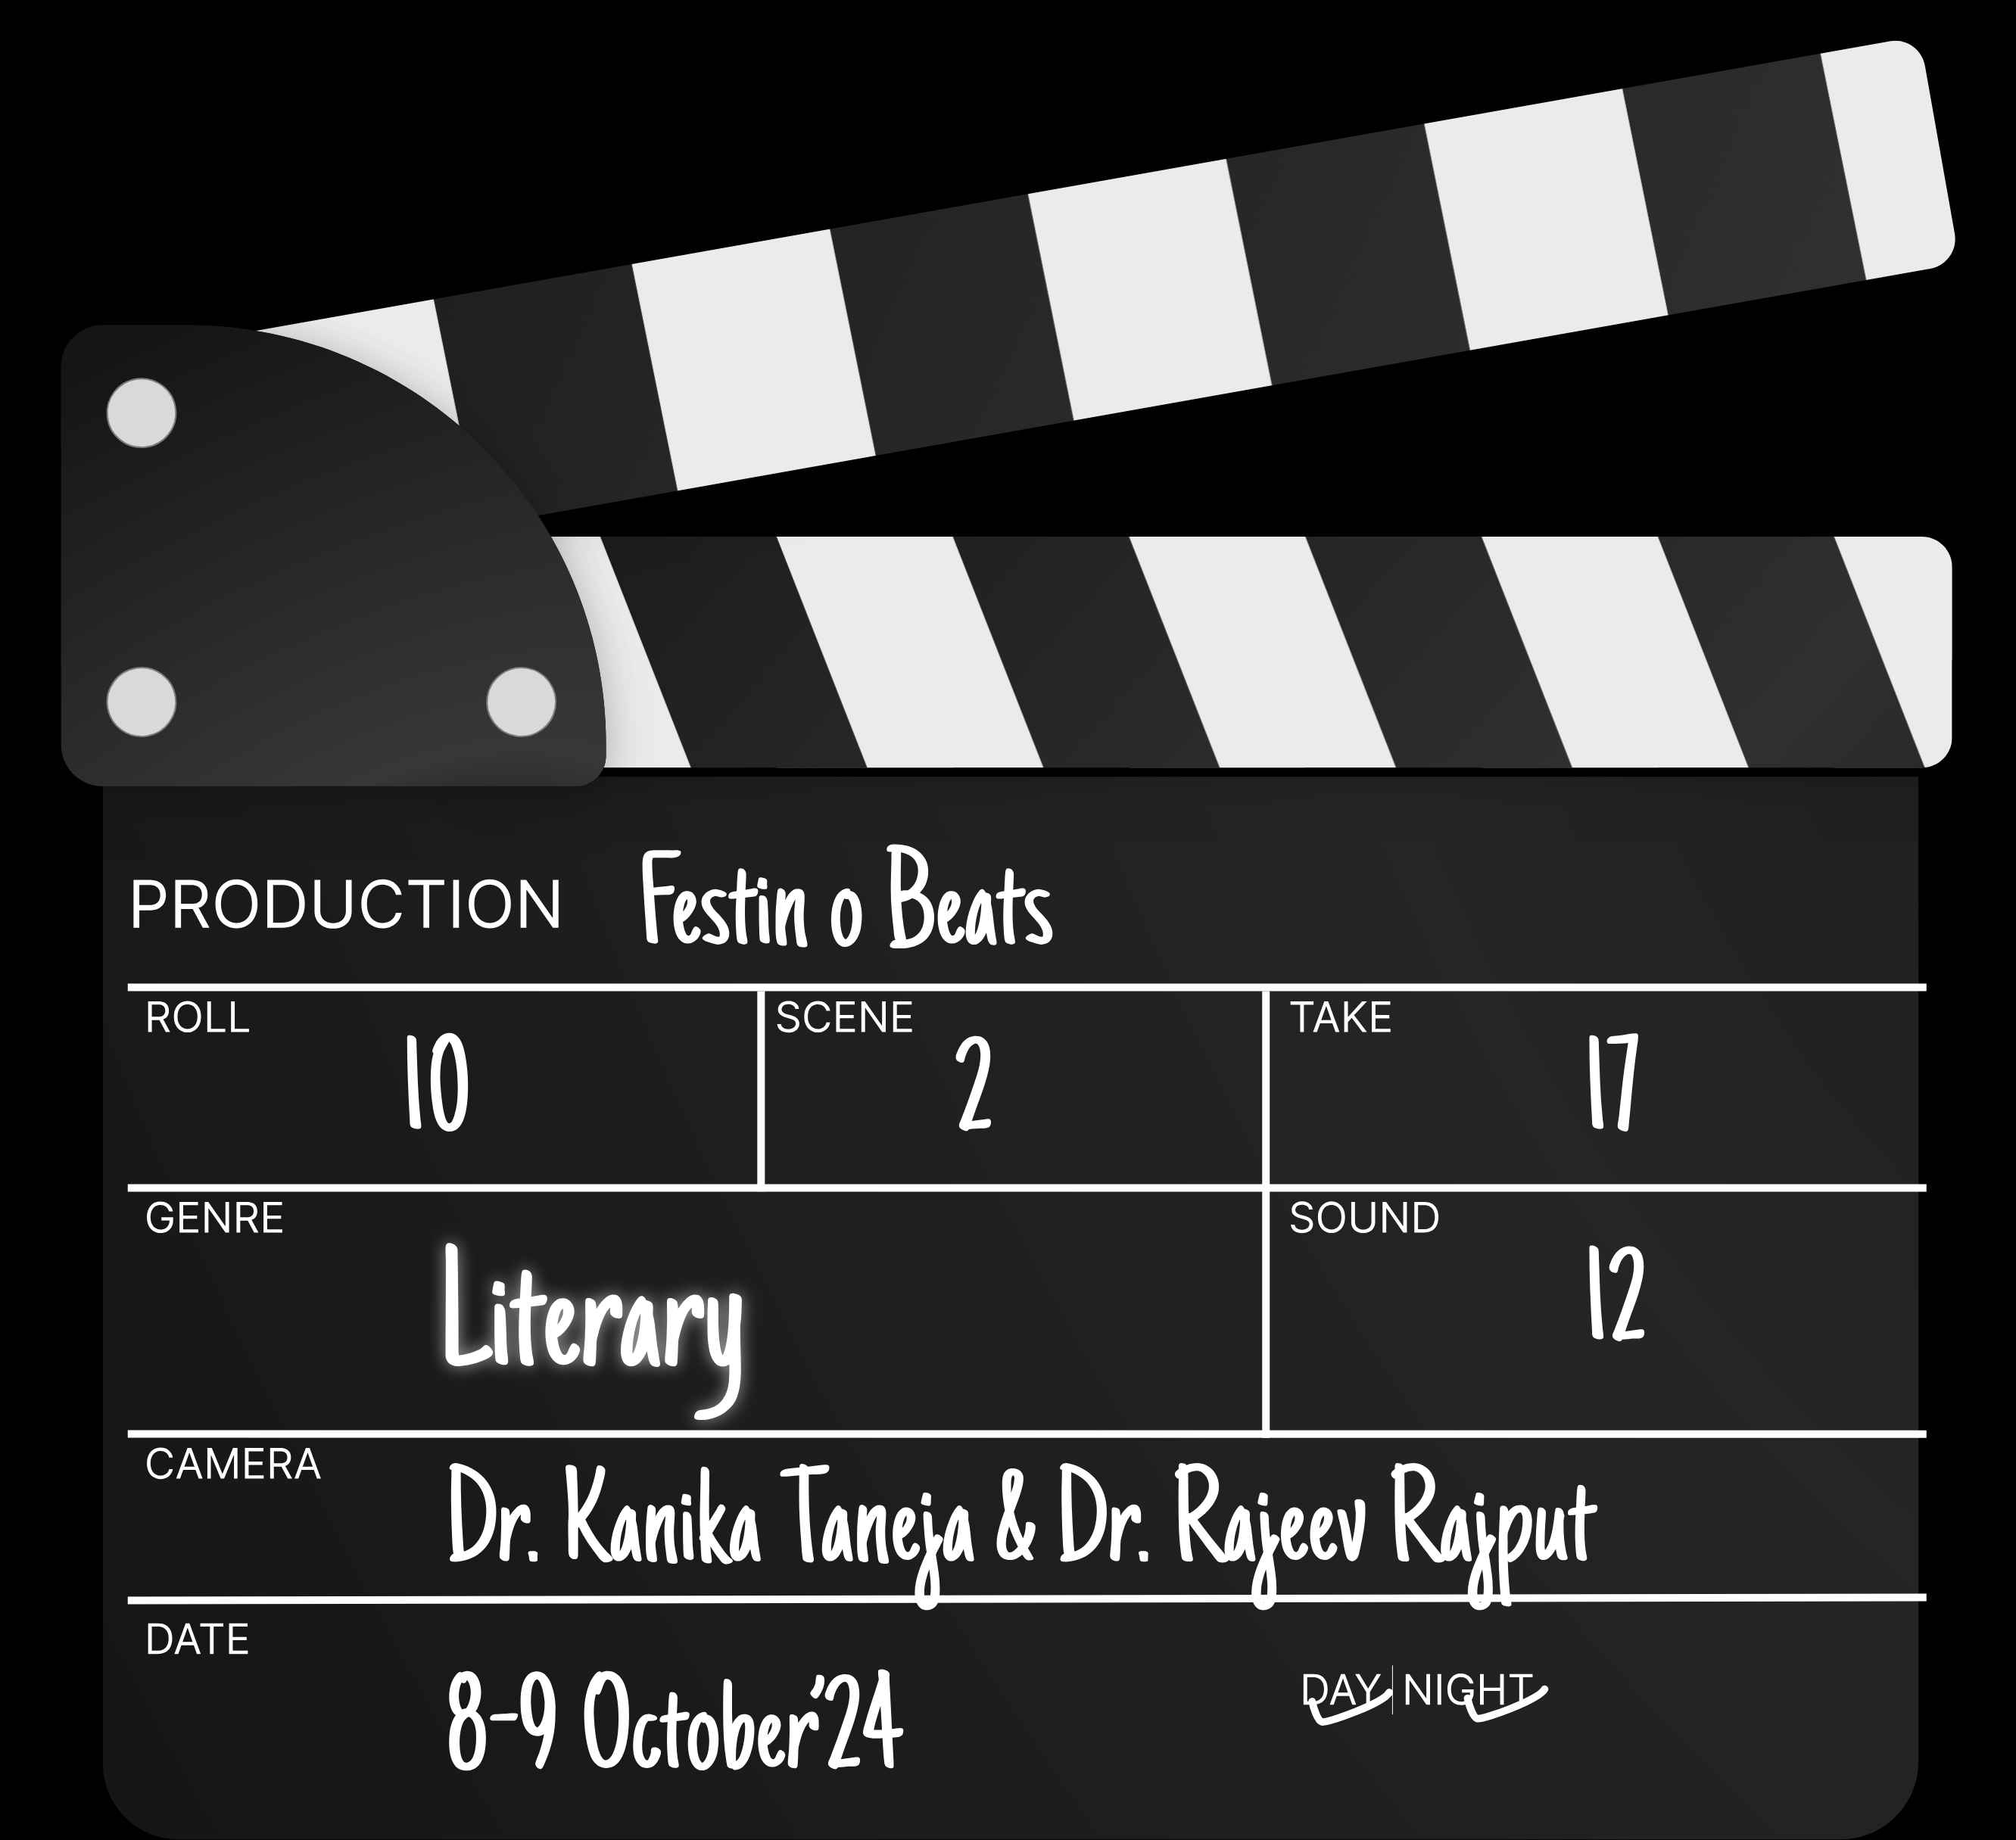 PRODUCTION Festin o Beats
ROLL SCENE TAKE
10 2 17
GENRE SOUND
Literary 12
CAMERA
Dr. Kanika Taneja & Dr. Rajeev Rajput
DATE
8-9 October'24 DAY NIGHT